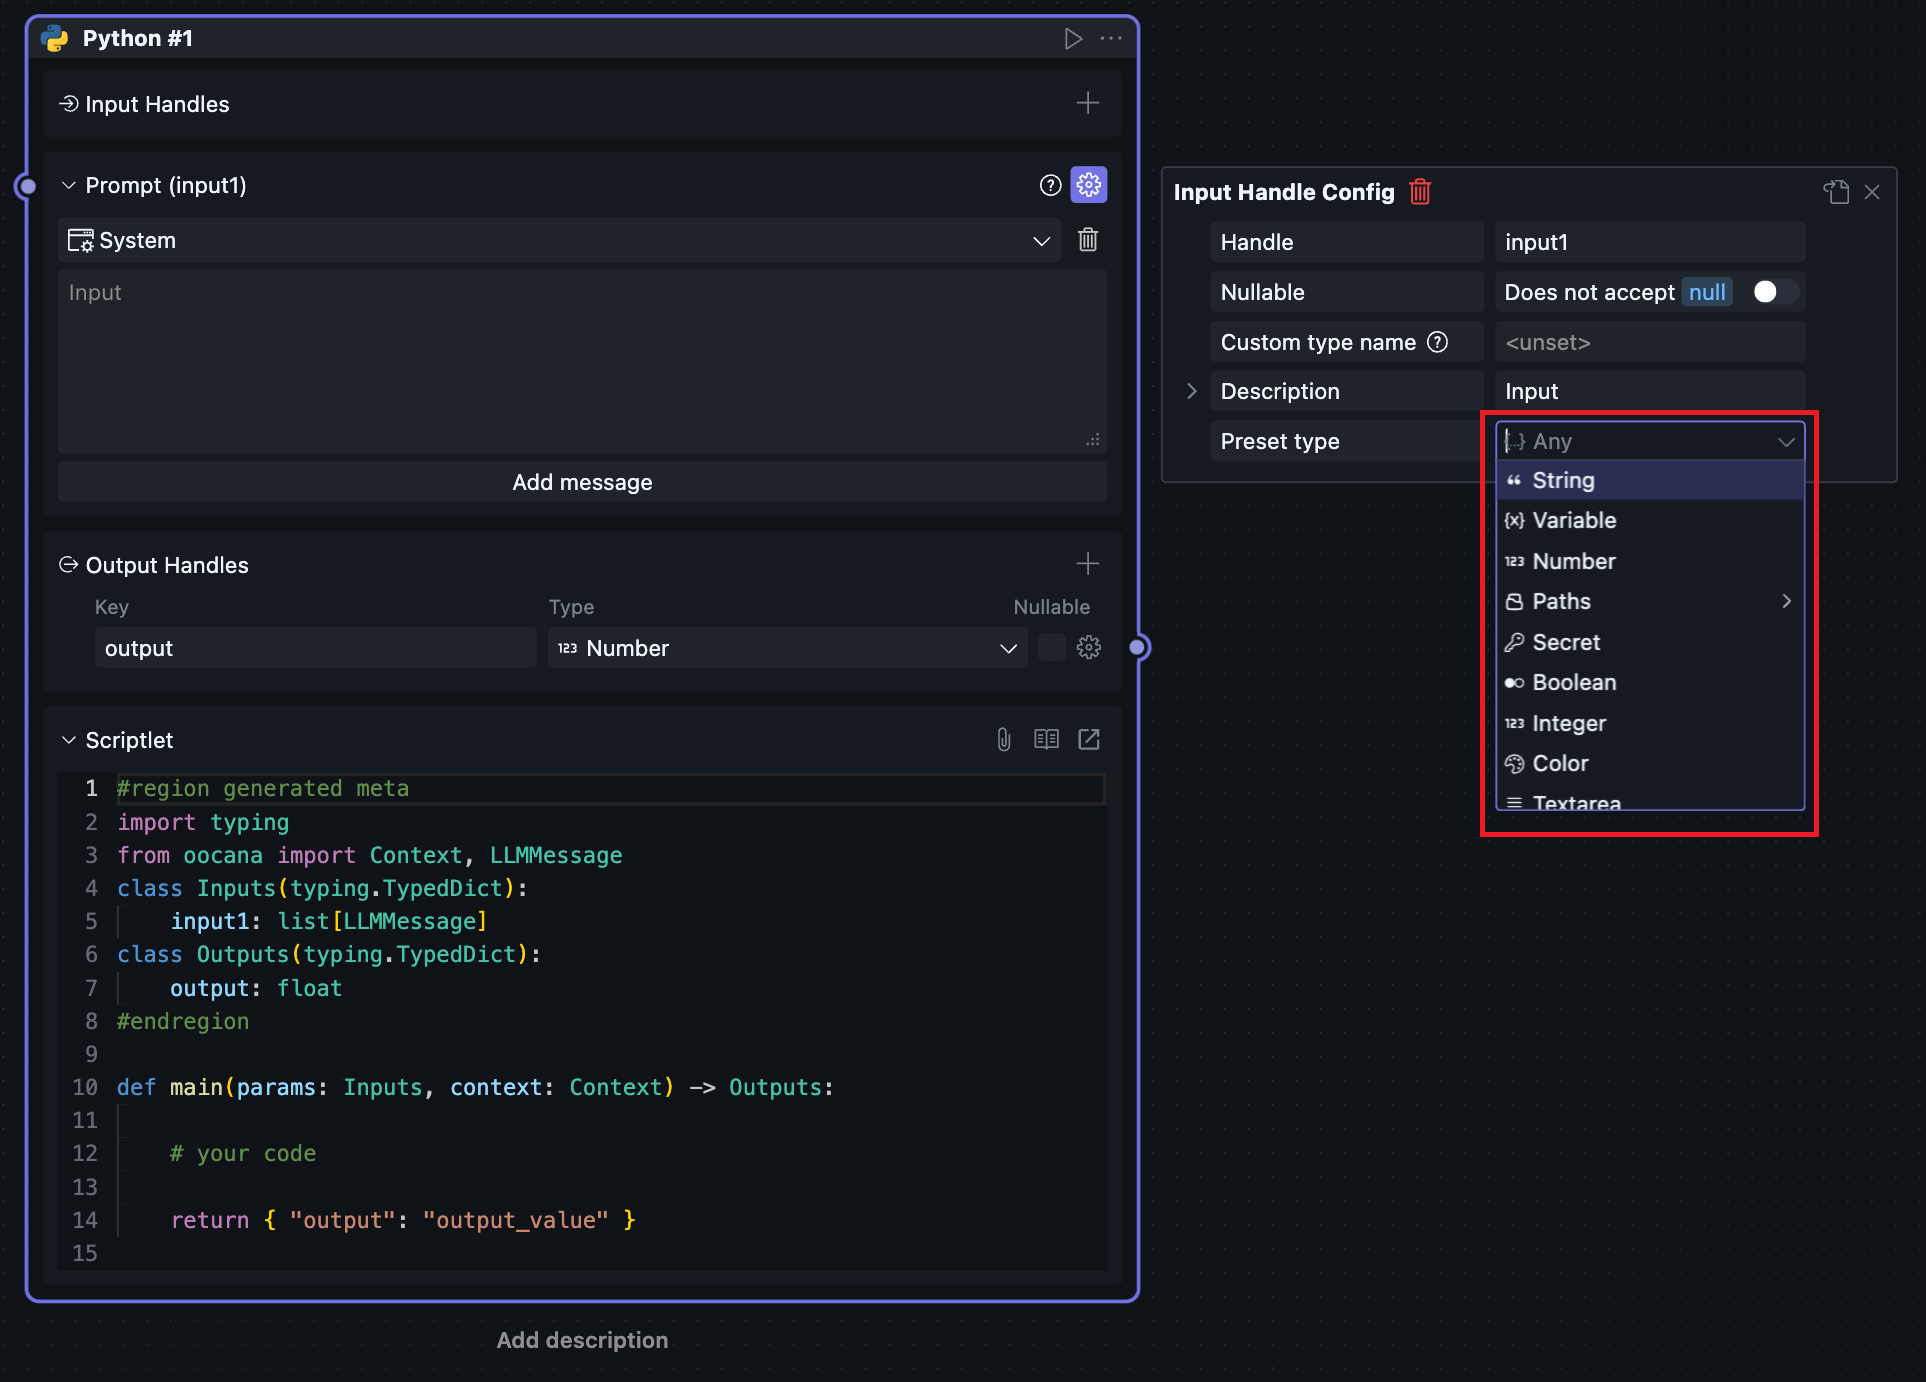 Python #1
Input Handles
Prompt (input1)
System
Input
Add message
Output Handles
Key Type Nullable
output 123 Number
Scriptlet
1 #region generated meta
2 import typing
3 from oocana import Context, LLMMessage
4 class Inputs(typing.TypedDict):
5 input1: list[LLMMessage]
6 class Outputs(typing.TypedDict):
7 output: float
8 #endregion
9
10 def main(params: Inputs, context: Context) -> Outputs:
11
12 # your code
13
14 return { "output": "output_value" }
15
Add description
Input Handle Config
Handle input1
Nullable Does not accept null
Custom type name <unset>
Description Input
Preset type {..} Any
String
{x} Variable
123 Number
Paths
Secret
Boolean
123 Integer
Color
Textarea